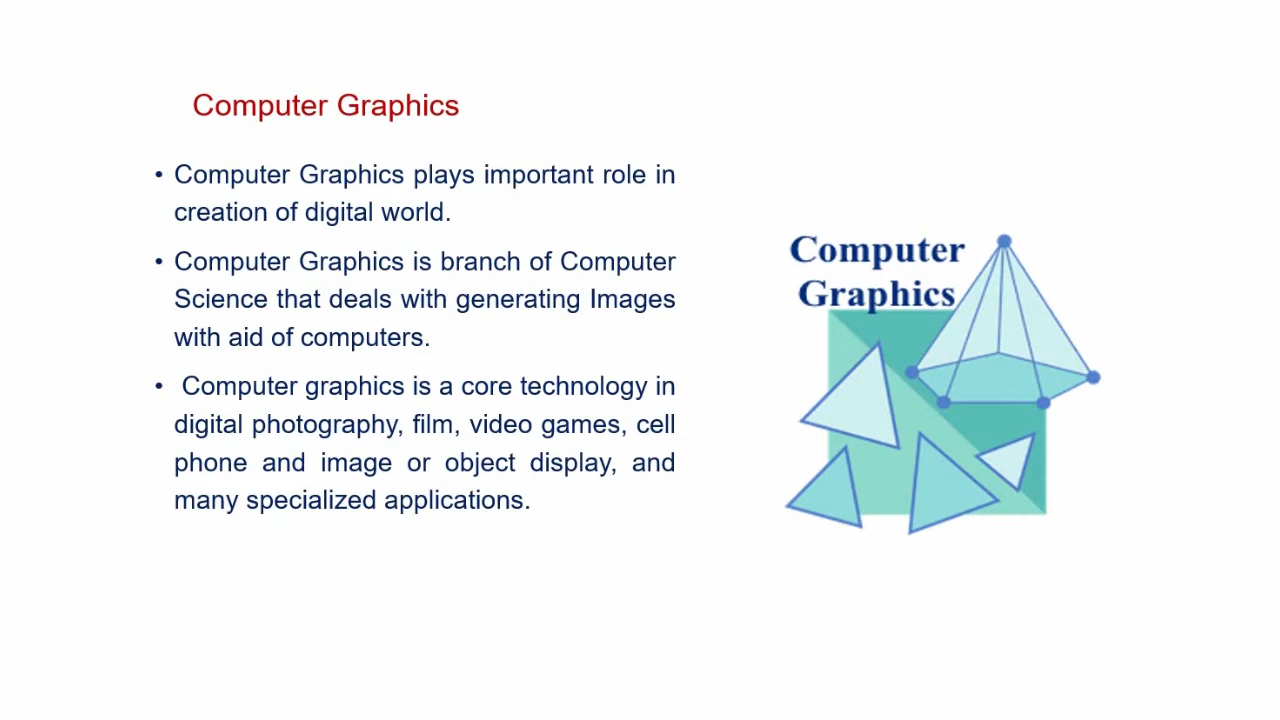 Computer Graphics
• Computer Graphics plays important role in
creation of digital world.
• Computer Graphics is branch of Computer
Science that deals with generating Images
with aid of computers.
• Computer graphics is a core technology in
digital photography, film, video games, cell
phone and image or object display, and
many specialized applications.
Computer
Graphics